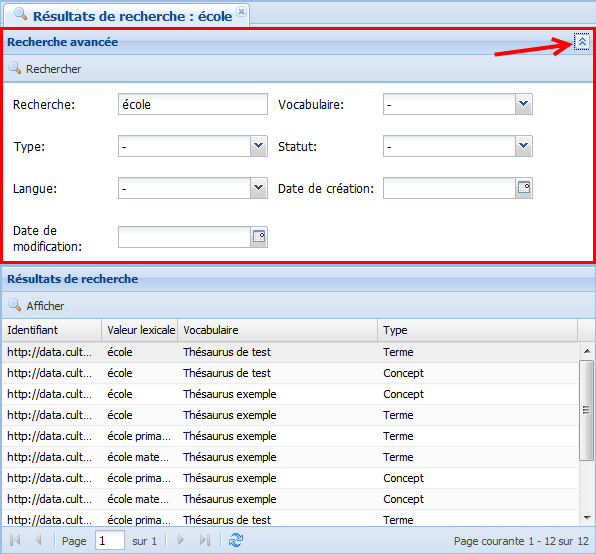 Résultats de recherche : école
Recherche avancée
Rechercher
Recherche: école Vocabulaire: -
Type: - Statut: -
Langue: - Date de création:
Date de
modification:
Résultats de recherche
Afficher
Identifiant Valeur lexicale Vocabulaire Type
http://data.cult... école Thésaurus de test Terme
http://data.cult... école Thésaurus de test Concept
http://data.cult... école Thésaurus exemple Concept
http://data.cult... école Thésaurus exemple Terme
http://data.cult... école prima... Thésaurus exemple Terme
http://data.cult... école mate... Thésaurus exemple Terme
http://data.cult... école prima... Thésaurus exemple Concept
http://data.cult... école mate... Thésaurus exemple Concept
http://data.cult... école prima... Thésaurus de test Terme
Page 1 sur 1 Page courante 1 - 12 sur 12